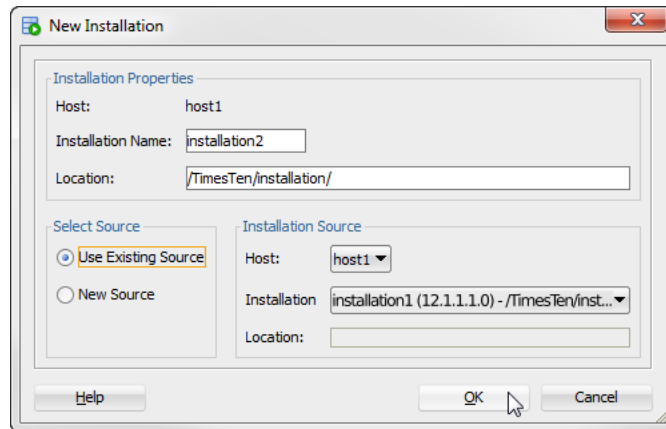 New Installation
Installation Properties
Host: host1
Installation Name: installation2
Location: /TimesTen/installation/
Select Source
Use Existing Source
New Source
Installation Source
Host: host1
Installation installation1 (12.1.1.1.0) - /TimesTen/inst...
Location:
Help OK Cancel